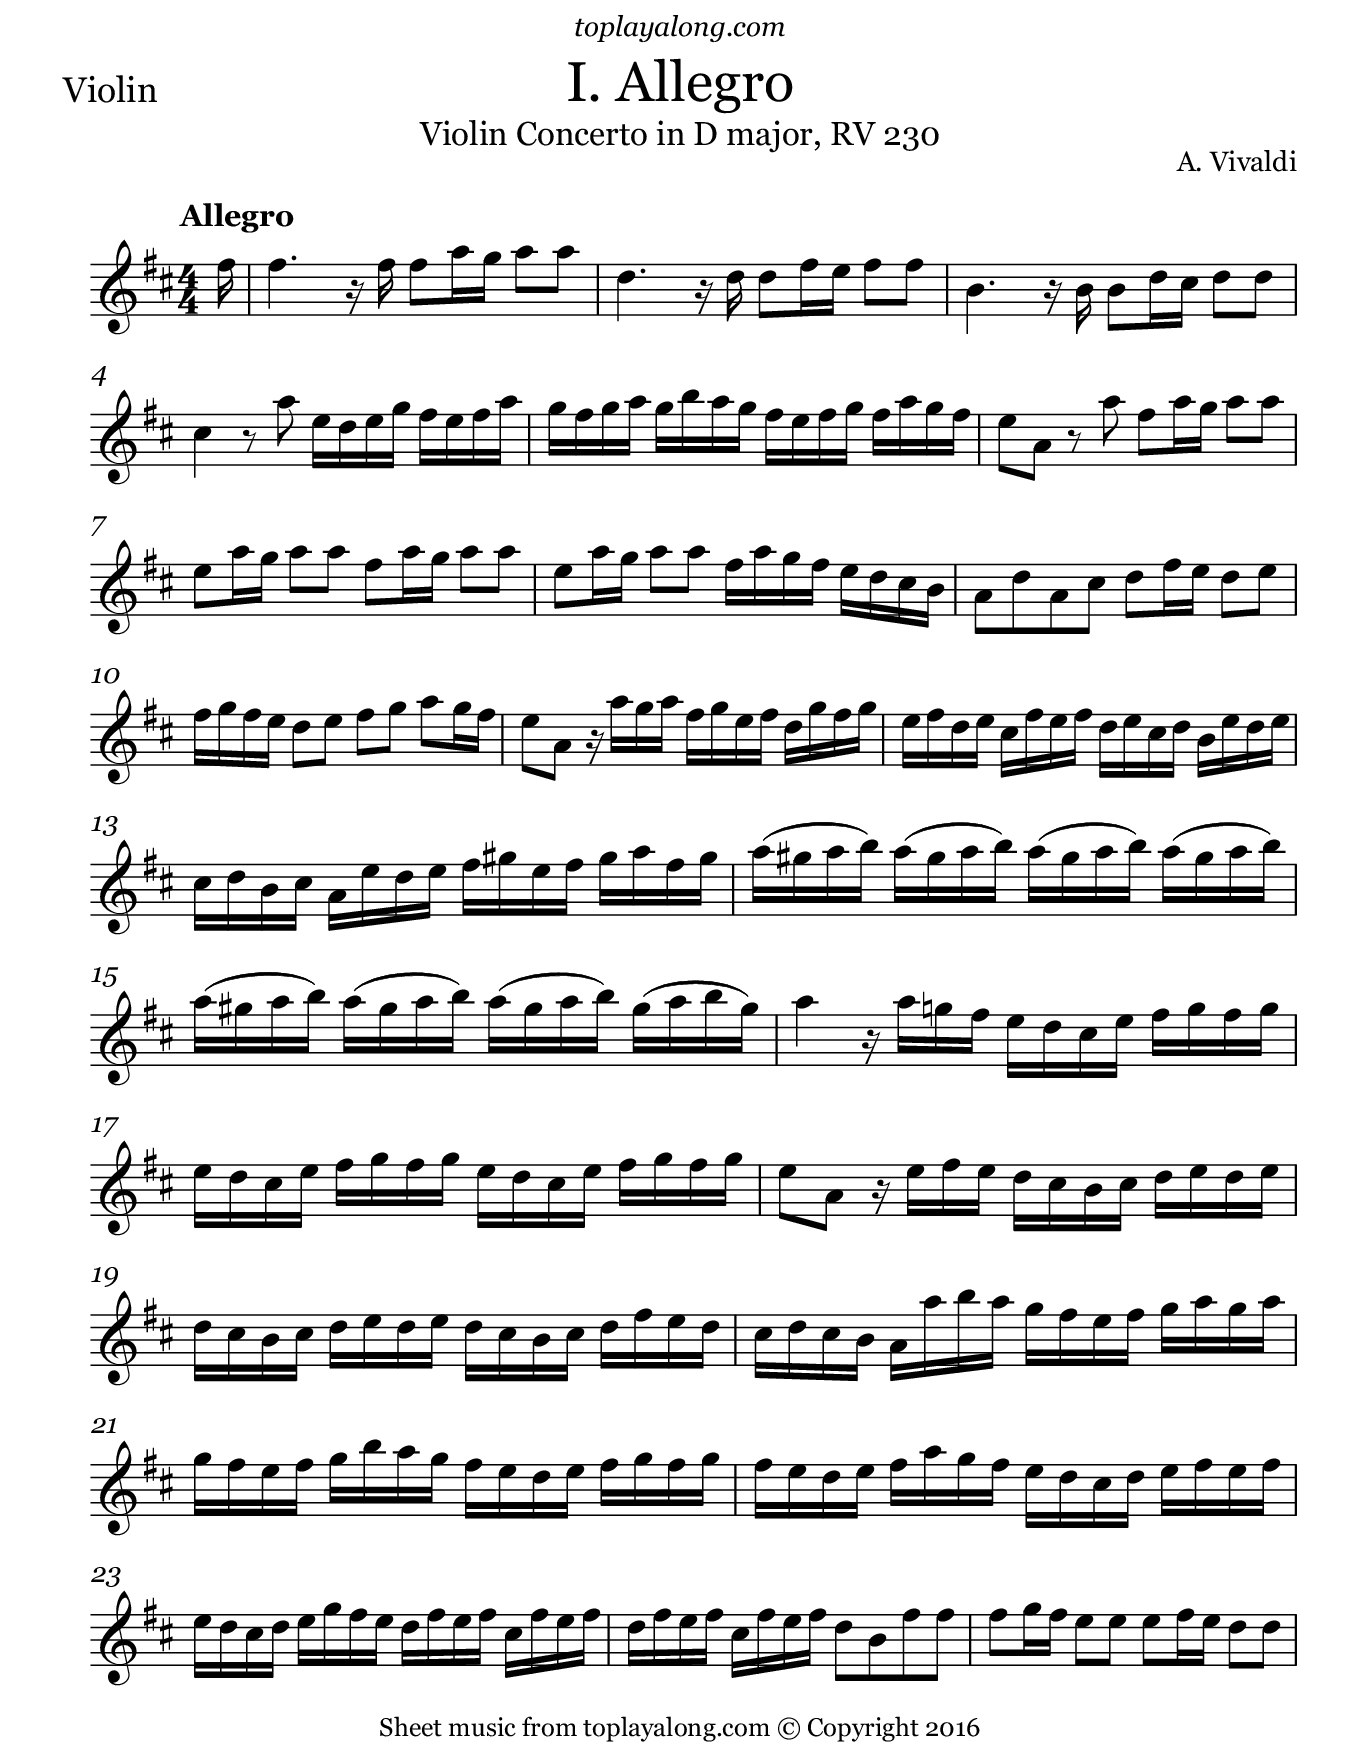 toplayalong.com
I. Allegro
Violin
Violin Concerto in D major, RV 230
A. Vivaldi
Allegro
4
4
4
7
10
13
15
17
19
21
23
Sheet music from toplayalong.com © Copyright 2016